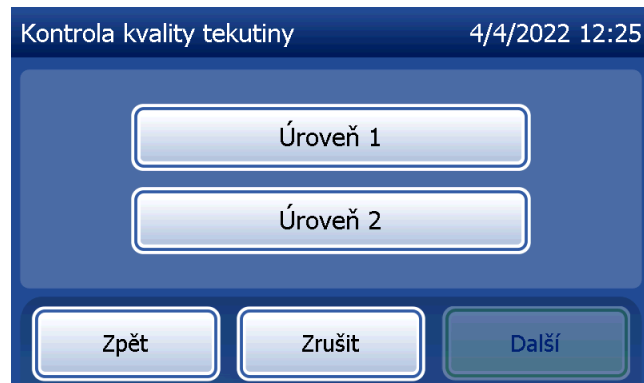 Kontrola kvality tekutiny 4/4/2022 12:25
Úroveň 1
Úroveň 2
Zpět Zrušit Další